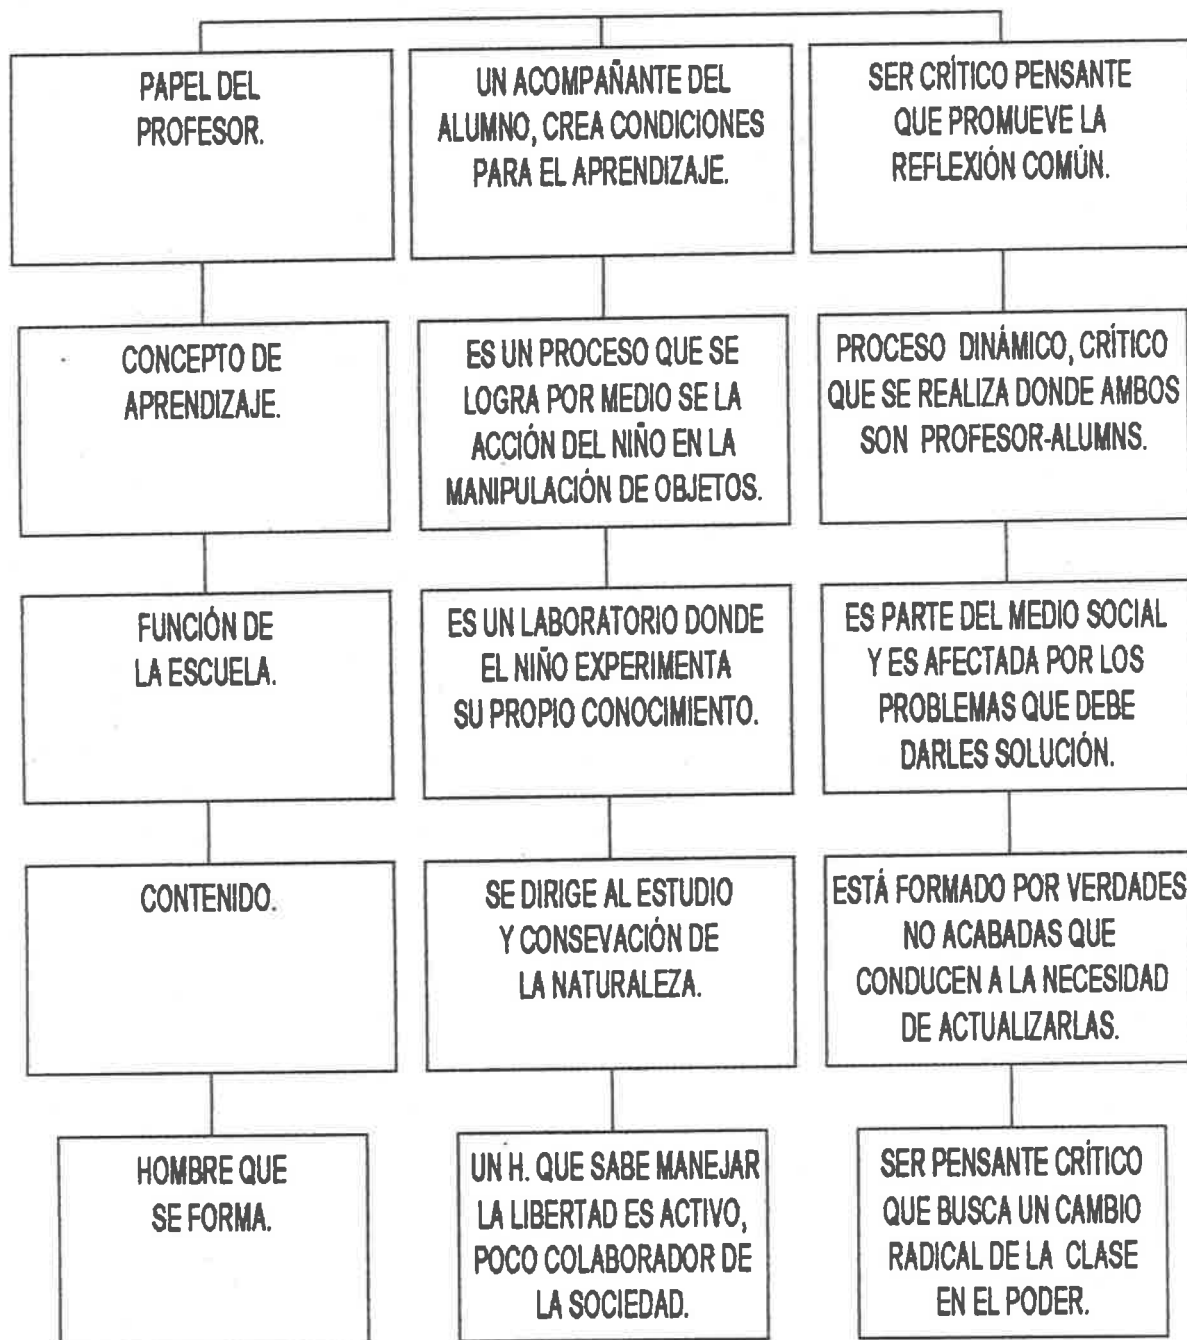 PAPEL DEL
PROFESOR.
UN ACOMPAÑANTE DEL
ALUMNO, CREA CONDICIONES
PARA EL APRENDIZAJE.
SER CRÍTICO PENSANTE
QUE PROMUEVE LA
REFLEXIÓN COMÚN.
CONCEPTO DE
APRENDIZAJE.
ES UN PROCESO QUE SE
LOGRA POR MEDIO SE LA
ACCIÓN DEL NIÑO EN LA
MANIPULACIÓN DE OBJETOS.
PROCESO DINÁMICO, CRÍTICO
QUE SE REALIZA DONDE AMBOS
SON PROFESOR-ALUMNS.
FUNCIÓN DE
LA ESCUELA.
ES UN LABORATORIO DONDE
EL NIÑO EXPERIMENTA
SU PROPIO CONOCIMIENTO.
ES PARTE DEL MEDIO SOCIAL
Y ES AFECTADA POR LOS
PROBLEMAS QUE DEBE
DARLES SOLUCIÓN.
CONTENIDO.
SE DIRIGE AL ESTUDIO
Y CONSEVACIÓN DE
LA NATURALEZA.
ESTÁ FORMADO POR VERDADES
NO ACABADAS QUE
CONDUCEN A LA NECESIDAD
DE ACTUALIZARLAS.
HOMBRE QUE
SE FORMA.
UN H. QUE SABE MANEJAR
LA LIBERTAD ES ACTIVO,
POCO COLABORADOR DE
LA SOCIEDAD.
SER PENSANTE CRÍTICO
QUE BUSCA UN CAMBIO
RADICAL DE LA CLASE
EN EL PODER.